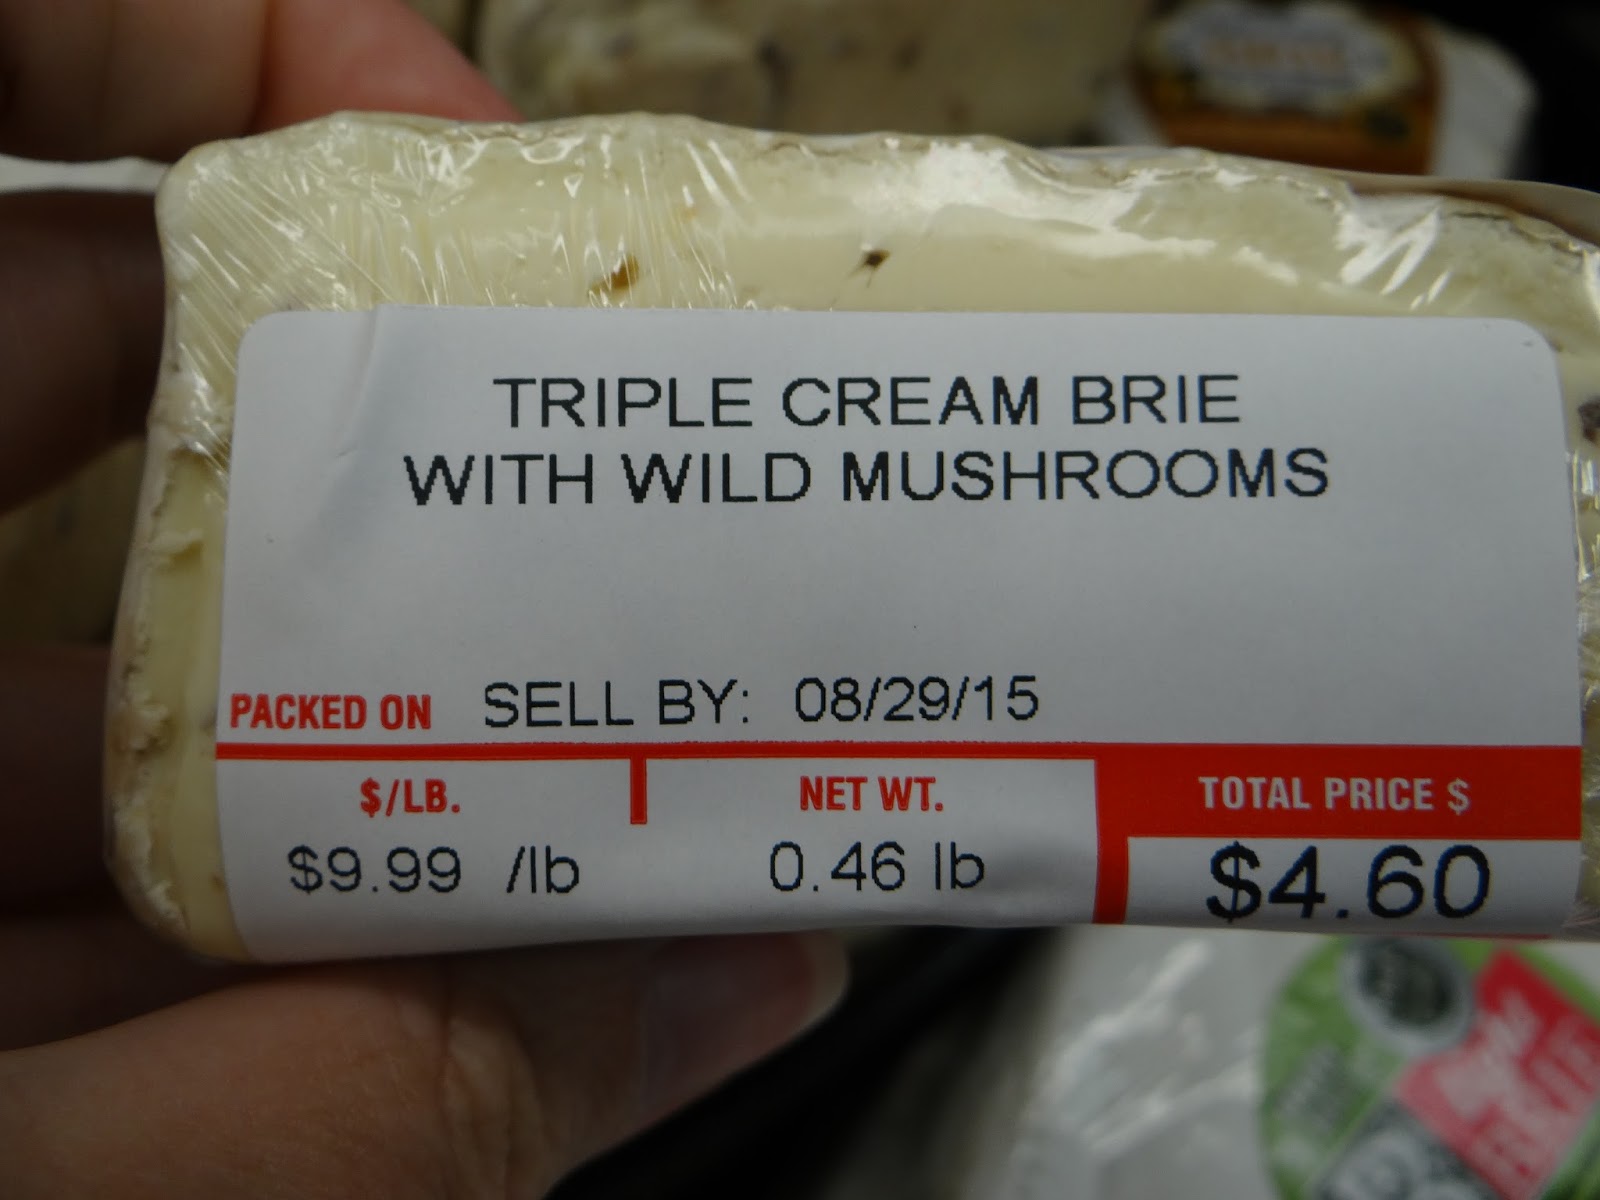 TRIPLE CREAM BRIE
WITH WILD MUSHROOMS
PACKED ON SELL BY: 08/29/15
$/LB. NET WT. TOTAL PRICE $
$9.99 /lb 0.46 lb $4.60